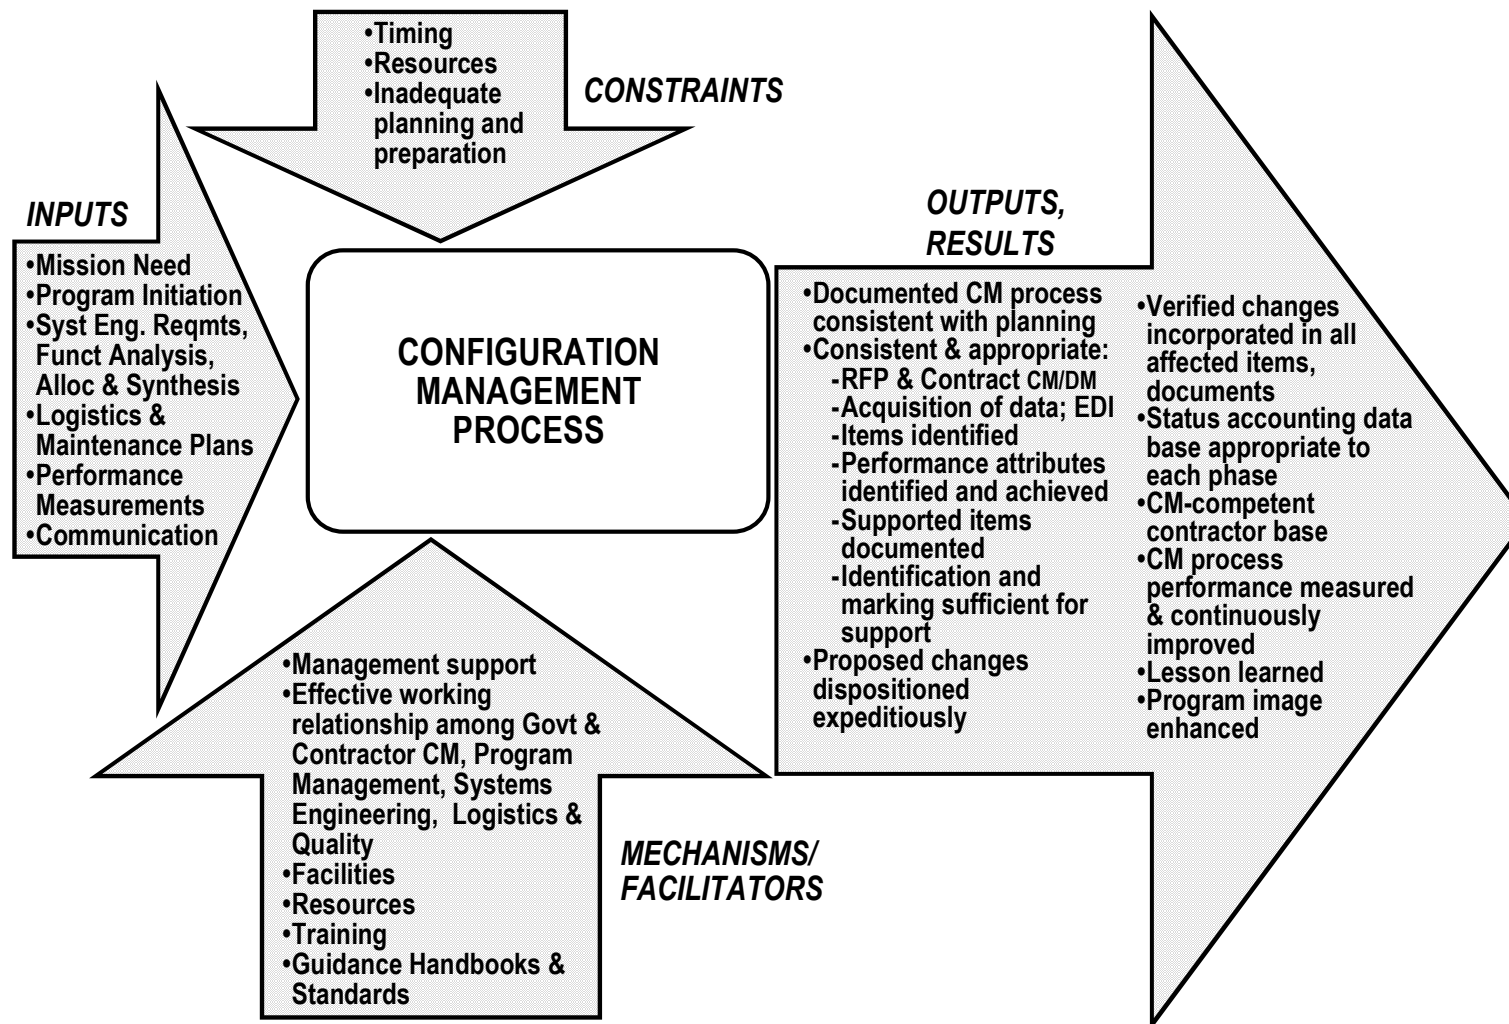 •Timing
•Resources
•Inadequate
planning and
preparation
CONSTRAINTS
INPUTS
•Mission Need
•Program Initiation
•Syst Eng. Reqmts,
Funct Analysis,
Alloc & Synthesis
•Logistics &
Maintenance Plans
•Performance
Measurements
•Communication
CONFIGURATION
MANAGEMENT
PROCESS
OUTPUTS,
RESULTS
•Documented CM process
consistent with planning
•Consistent & appropriate:
-RFP & Contract CM/DM
-Acquisition of data; EDI
-Items identified
-Performance attributes
identified and achieved
-Supported items
documented
-Identification and
marking sufficient for
support
•Proposed changes
dispositioned
expeditiously
•Verified changes
incorporated in all
affected items,
documents
•Status accounting data
base appropriate to
each phase
•CM-competent
contractor base
•CM process
performance measured
& continuously
improved
•Lesson learned
•Program image
enhanced
•Management support
•Effective working
relationship among Govt &
Contractor CM, Program
Management, Systems
Engineering, Logistics &
Quality
•Facilities
•Resources
•Training
•Guidance Handbooks &
Standards
MECHANISMS/
FACILITATORS